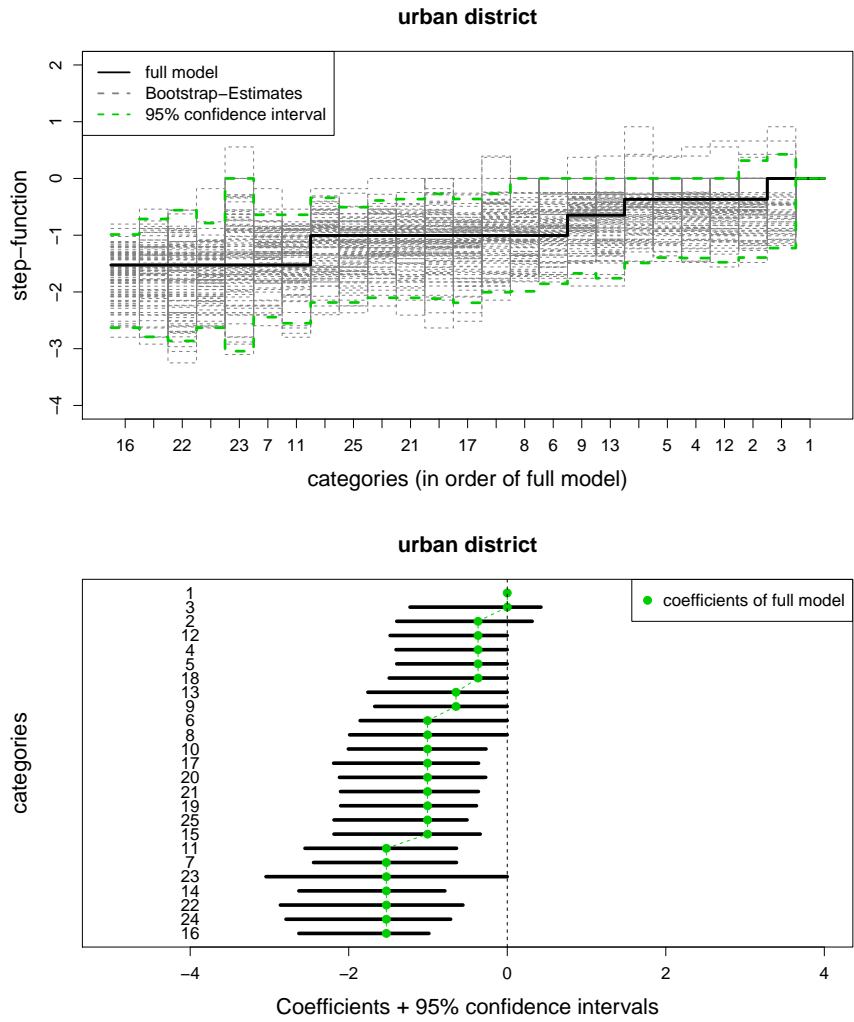 urban district
full model
Bootstrap−Estimates
95% confidence interval
step−function
2
1
0
−1
−2
−3
−4
16 22 23 7 11 25 21 17 8 6 9 13 5 4 12 2 3 1
categories (in order of full model)
urban district
coefficients of full model
categories
1
3
2
12
4
5
18
13
9
6
8
10
17
20
21
19
25
15
11
7
23
14
22
24
16
−4 −2 0 4
Coefficients + 95% confidence intervals